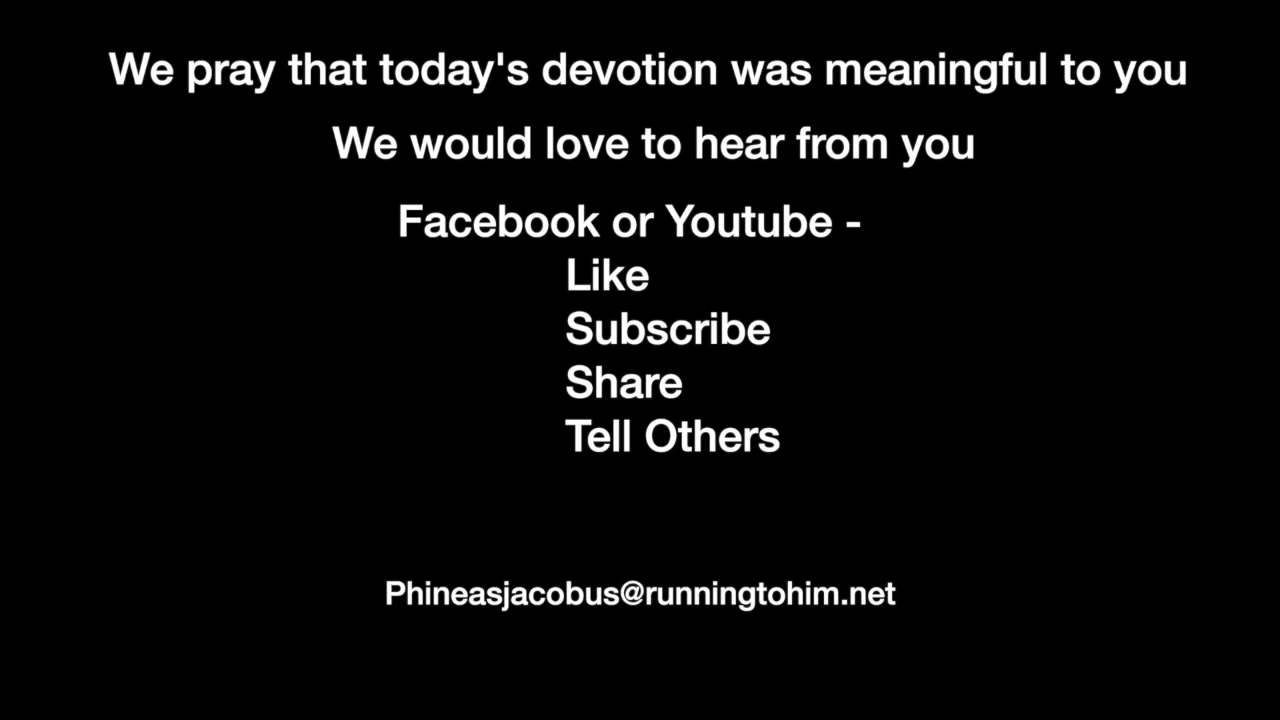 We pray that today's devotion was meaningful to you
We would love to hear from you
Facebook or Youtube -
Like
Subscribe
Share
Tell Others
Phineasjacobus@runningtohim.net